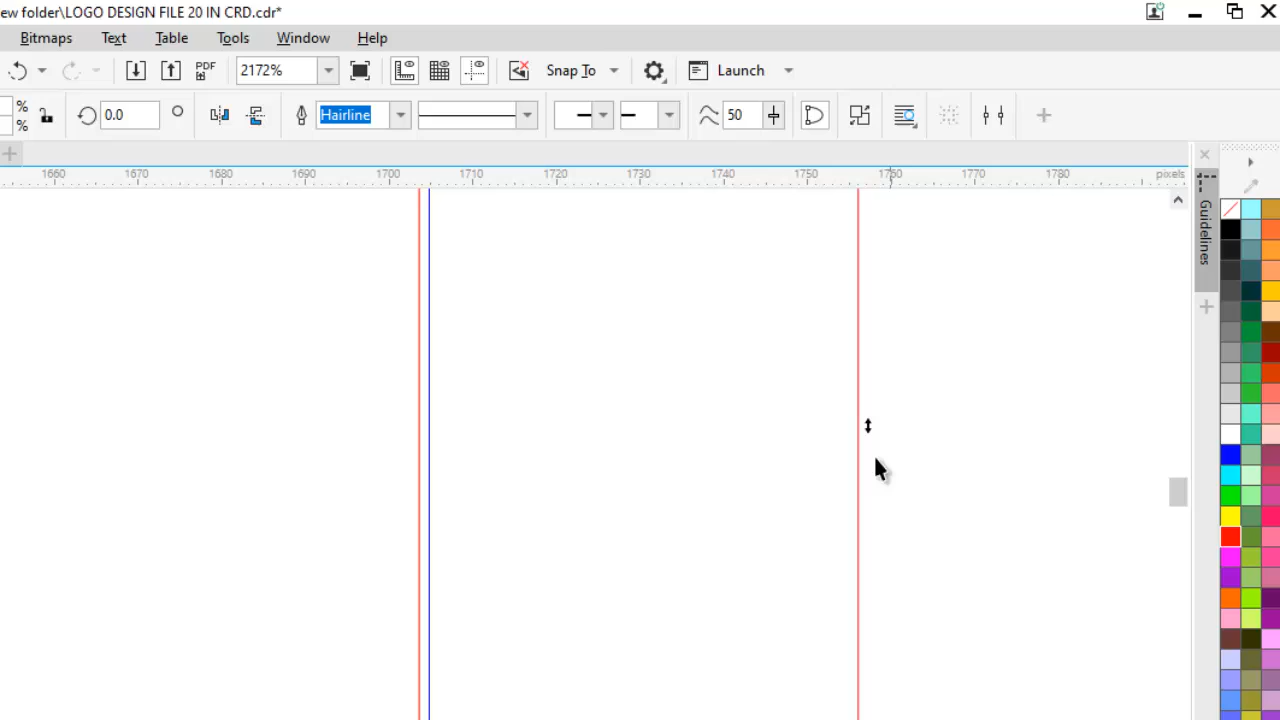 ew folder\LOGO DESIGN FILE 20 IN CRD.cdr*
Bitmaps Text Table Tools Window Help
PDF 2172% Snap To Launch
% % 0.0 Hairline 50
1660 1670 1680 1690 1700 1710 1720 1730 1740 1750 1760 1770 1780 pixels
Guidelines